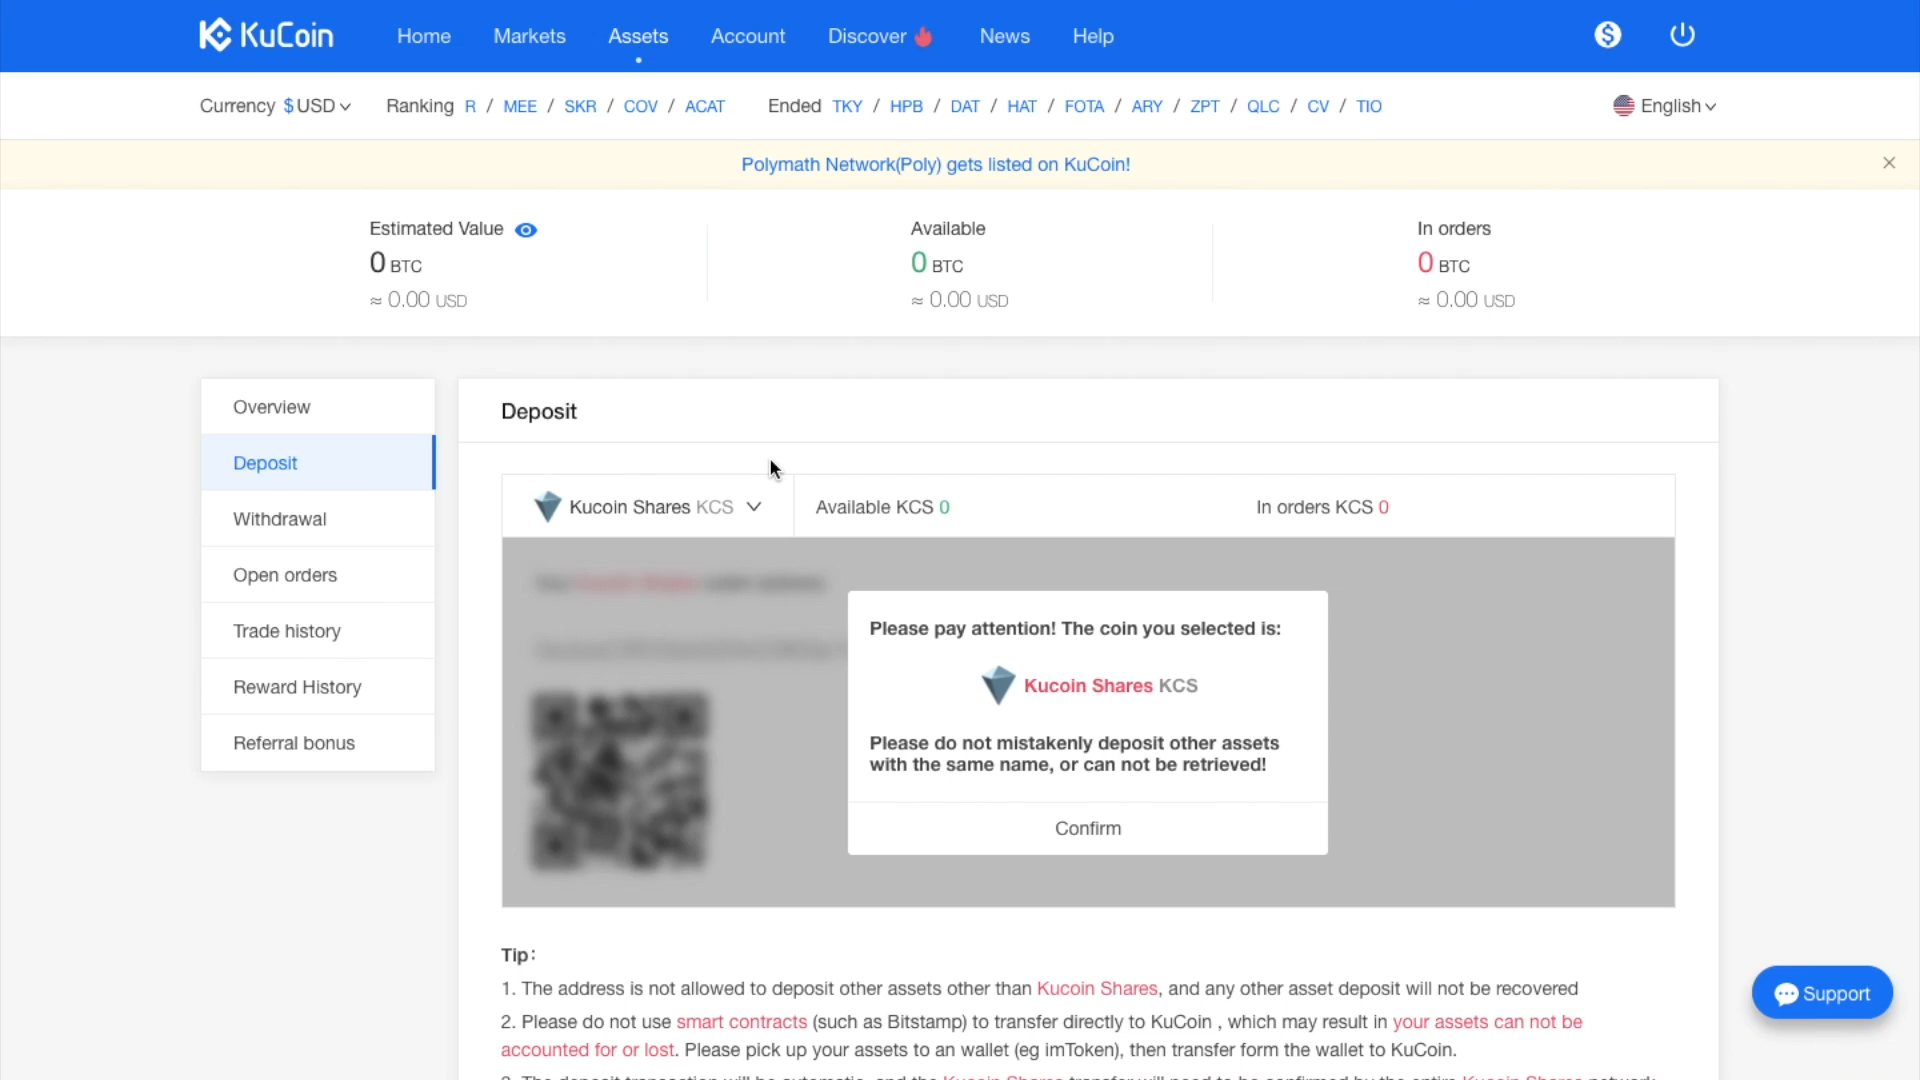 KuCoin Home Markets Assets Account Discover News Help
Currency $ USD Ranking R / MEE / SKR / COV / ACAT Ended TKY / HPB / DAT / HAT / FOTA / ARY / ZPT / QLC / CV / TIO English
Polymath Network(Poly) gets listed on KuCoin!
Estimated Value Available In orders
0 BTC 0 BTC 0 BTC
≈ 0.00 USD ≈ 0.00 USD ≈ 0.00 USD
Overview
Deposit
Withdrawal
Open orders
Trade history
Reward History
Referral bonus
Deposit
Kucoin Shares KCS Available KCS 0 In orders KCS 0
Please pay attention! The coin you selected is:
Kucoin Shares KCS
Please do not mistakenly deposit other assets
with the same name, or can not be retrieved!
Confirm
Tip:
1. The address is not allowed to deposit other assets other than Kucoin Shares, and any other asset deposit will not be recovered
2. Please do not use smart contracts (such as Bitstamp) to transfer directly to KuCoin , which may result in your assets can not be
accounted for or lost. Please pick up your assets to an wallet (eg imToken), then transfer form the wallet to KuCoin.
Support